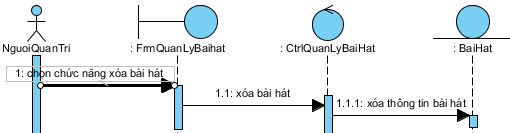 NguoiQuanTri : FrmQuanLyBaihat : CtrlQuanLyBaiHat : BaiHat
1: chọn chức năng xóa bài hát
1.1: xóa bài hát
1.1.1: xóa thông tin bài hát